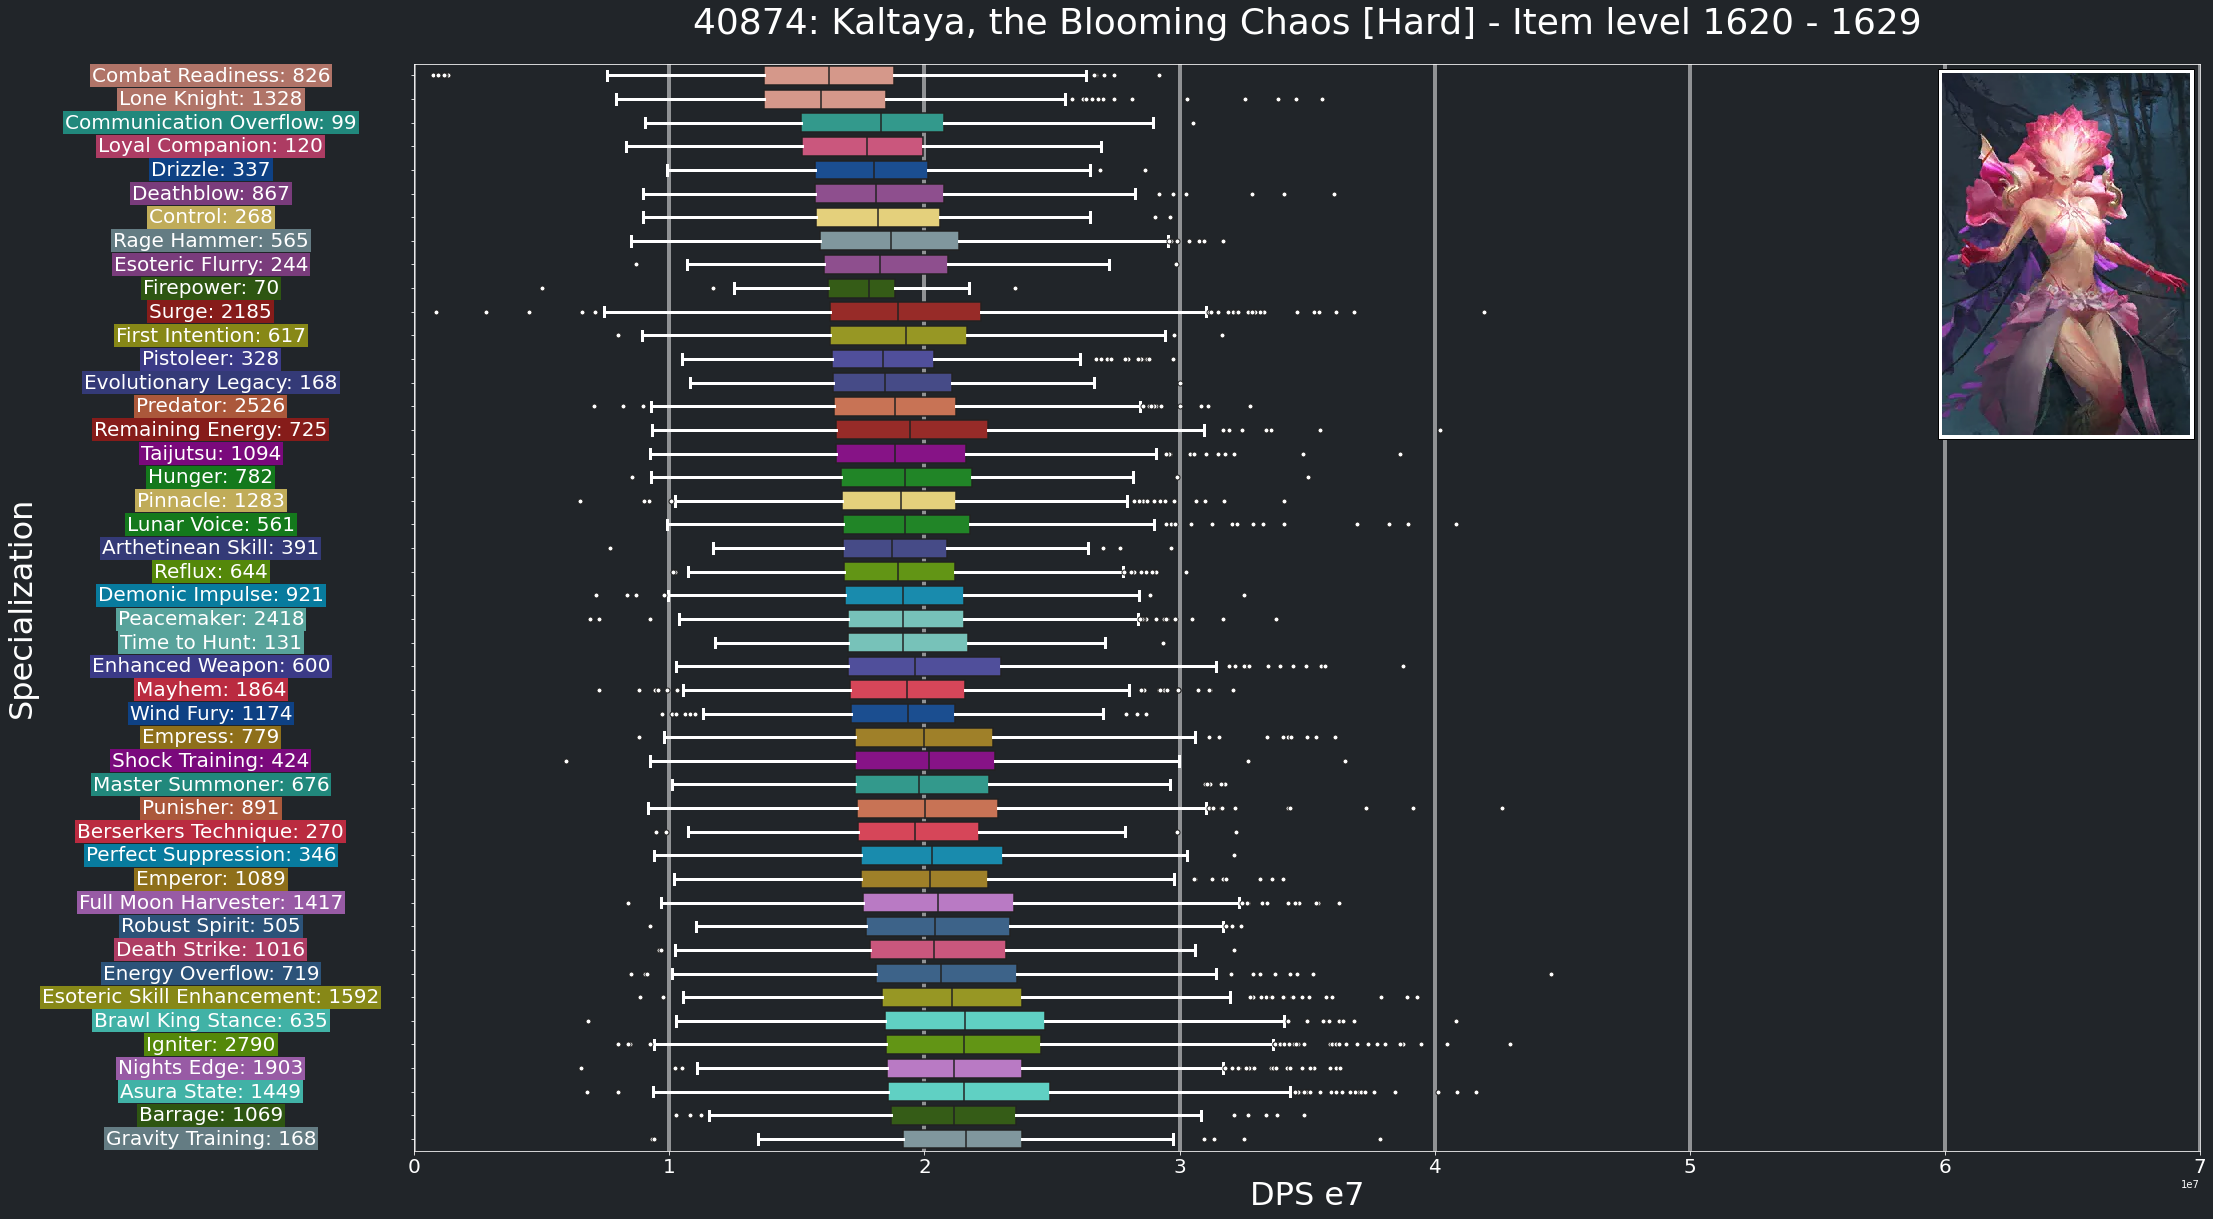 40874: Kaltaya, the Blooming Chaos [Hard] - Item level 1620 - 1629
Combat Readiness: 826
Lone Knight: 1328
Communication Overflow: 99
Loyal Companion: 120
Drizzle: 337
Deathblow: 867
Control: 268
Rage Hammer: 565
Esoteric Flurry: 244
Firepower: 70
Surge: 2185
First Intention: 617
Pistoleer: 328
Evolutionary Legacy: 168
Predator: 2526
Remaining Energy: 725
Taijutsu: 1094
Hunger: 782
Pinnacle: 1283
Lunar Voice: 561
Arthetinean Skill: 391
Reflux: 644
Demonic Impulse: 921
Peacemaker: 2418
Time to Hunt: 131
Enhanced Weapon: 600
Mayhem: 1864
Wind Fury: 1174
Empress: 779
Shock Training: 424
Master Summoner: 676
Punisher: 891
Berserkers Technique: 270
Perfect Suppression: 346
Emperor: 1089
Full Moon Harvester: 1417
Robust Spirit: 505
Death Strike: 1016
Energy Overflow: 719
Esoteric Skill Enhancement: 1592
Brawl King Stance: 635
Igniter: 2790
Nights Edge: 1903
Asura State: 1449
Barrage: 1069
Gravity Training: 168
Specialization
0 1 2 3 4 5 6 7
1e7
DPS e7